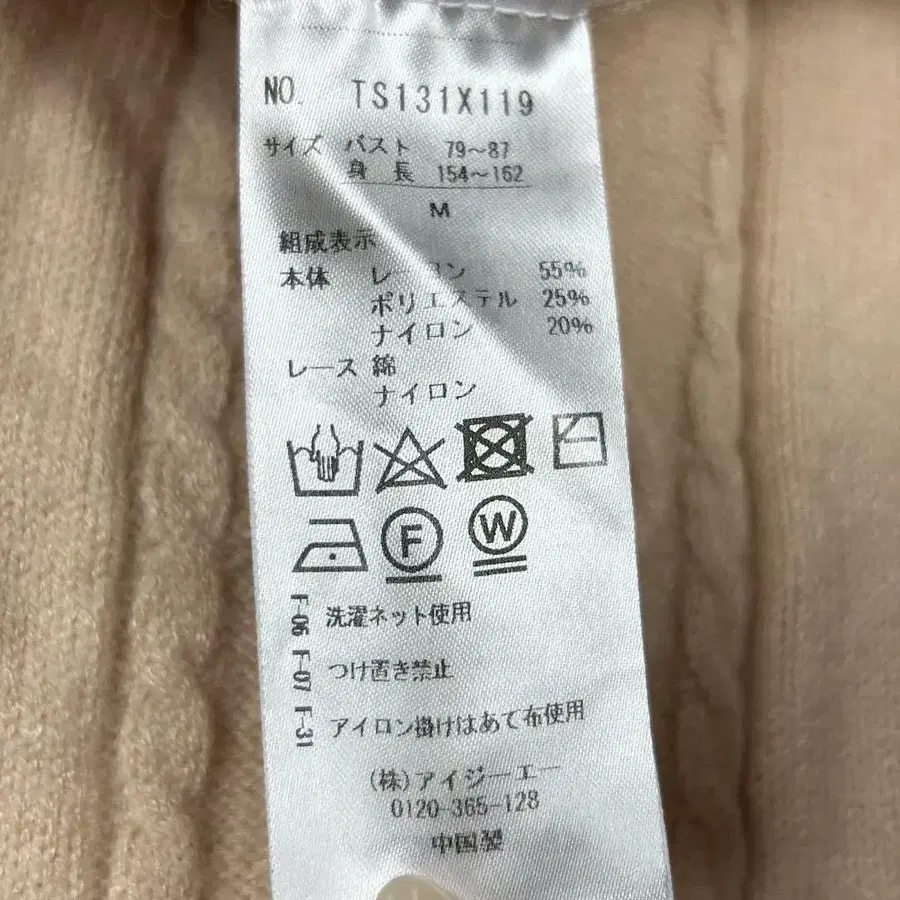 NO. TS131X119
サイズ バスト 79～87
身長 154～162
M
組成表示
本体 レーヨン 55%
ポリエステル 25%
ナイロン 20%
レース 綿
ナイロン
F W
F-06 洗濯ネット使用
F-07 つけ置き禁止
F-31 アイロン掛けはあて布使用
(株)アイジーエー
0120-365-128
中国製